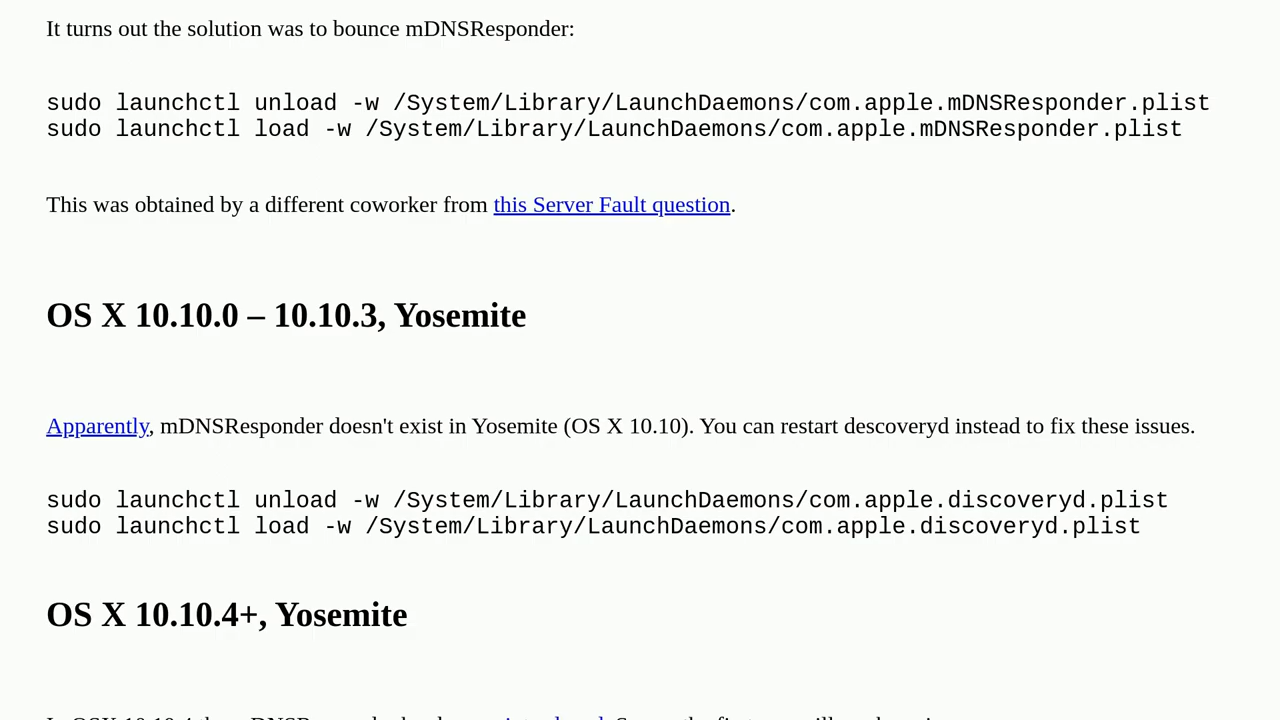 It turns out the solution was to bounce mDNSResponder:
sudo launchctl unload -w /System/Library/LaunchDaemons/com.apple.mDNSResponder.plist
sudo launchctl load -w /System/Library/LaunchDaemons/com.apple.mDNSResponder.plist
This was obtained by a different coworker from this Server Fault question.
OS X 10.10.0 – 10.10.3, Yosemite
Apparently, mDNSResponder doesn't exist in Yosemite (OS X 10.10). You can restart descoveryd instead to fix these issues.
sudo launchctl unload -w /System/Library/LaunchDaemons/com.apple.discoveryd.plist
sudo launchctl load -w /System/Library/LaunchDaemons/com.apple.discoveryd.plist
OS X 10.10.4+, Yosemite